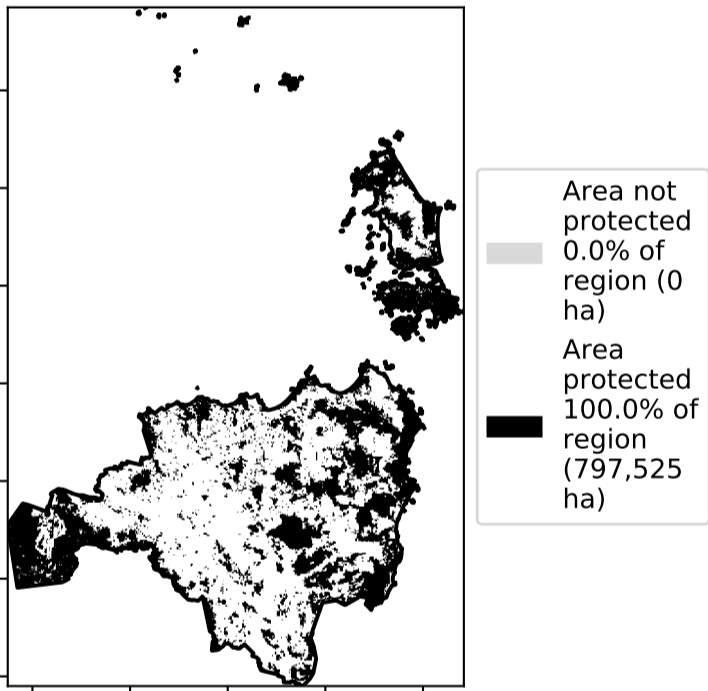 Area not
protected
0.0% of
region (0
ha)
Area
protected
100.0% of
region
(797,525
ha)